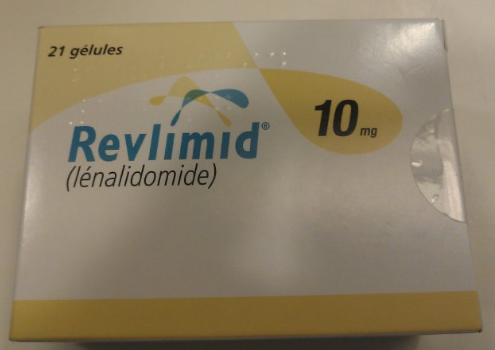 21 gélules
Revlimid®
(lénalidomide)
10 mg